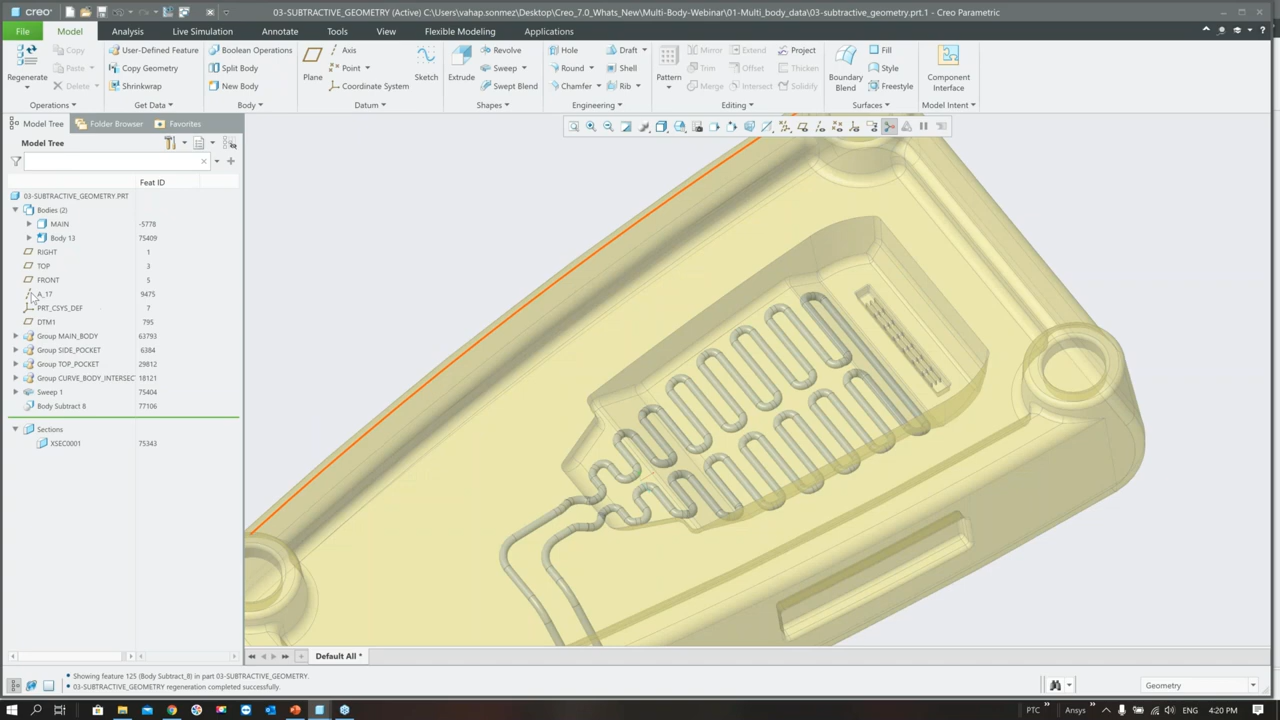 creo
03-SUBTRACTIVE_GEOMETRY (Active) C:\Users\vahap.sonmez\Desktop\Creo_7.0_Whats_New\Multi-Body-Webinar\01-Multi_body_data\03-subtractive_geometry.prt.1 - Creo Parametric
File Model Analysis Live Simulation Annotate Tools View Flexible Modeling Applications
Copy User-Defined Feature Boolean Operations Axis Revolve Hole Draft Mirror Extend Project Fill
Regenerate Paste Copy Geometry Split Body Plane Point Sketch Extrude Sweep Round Shell Pattern Trim Offset Thicken Boundary Blend Style Component Interface
Delete Shrinkwrap New Body Coordinate System Swept Blend Chamfer Rib Merge Intersect Solidify Freestyle
Operations Get Data Body Datum Shapes Engineering Editing Surfaces Model Intent
Model Tree Folder Browser Favorites
Model Tree
Feat ID
03-SUBTRACTIVE_GEOMETRY.PRT
Bodies (2)
MAIN -5778
Body 13 75409
RIGHT 1
TOP 3
FRONT 5
A_17 9475
PRT_CSYS_DEF 7
DTM1 795
Group MAIN_BODY 63793
Group SIDE_POCKET 6384
Group TOP_POCKET 29812
Group CURVE_BODY_INTERSEC 18121
Sweep 1 75404
Body Subtract 8 77106
Sections
XSEC0001 75343
Default All *
• Showing feature 125 (Body Subtract_8) in part 03-SUBTRACTIVE_GEOMETRY.
• 03-SUBTRACTIVE_GEOMETRY regeneration completed successfully.
Geometry
PTC Ansys ENG 4:20 PM